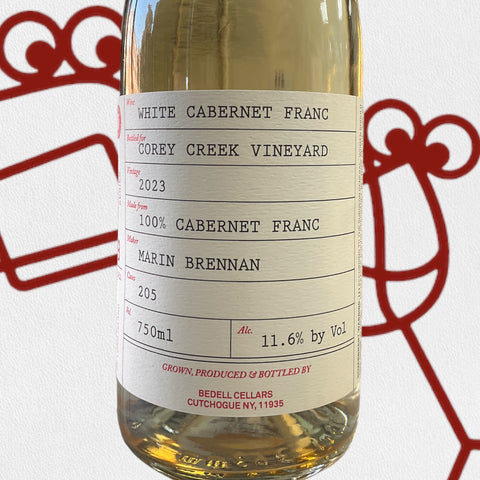 Wine
WHITE CABERNET FRANC
Bottled for
COREY CREEK VINEYARD
Vintage
2023
Made from
100% CABERNET FRANC
Maker
MARIN BRENNAN
Cases
205
Vol.
750ml
Alc.
11.6% by Vol
GROWN, PRODUCED & BOTTLED BY
BEDELL CELLARS
CUTCHOGUE NY, 11935